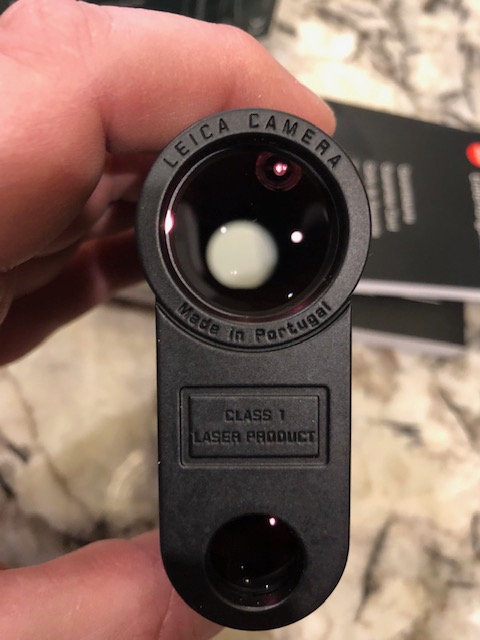 LEICA CAMERA
Made in Portugal
CLASS 1
LASER PRODUCT